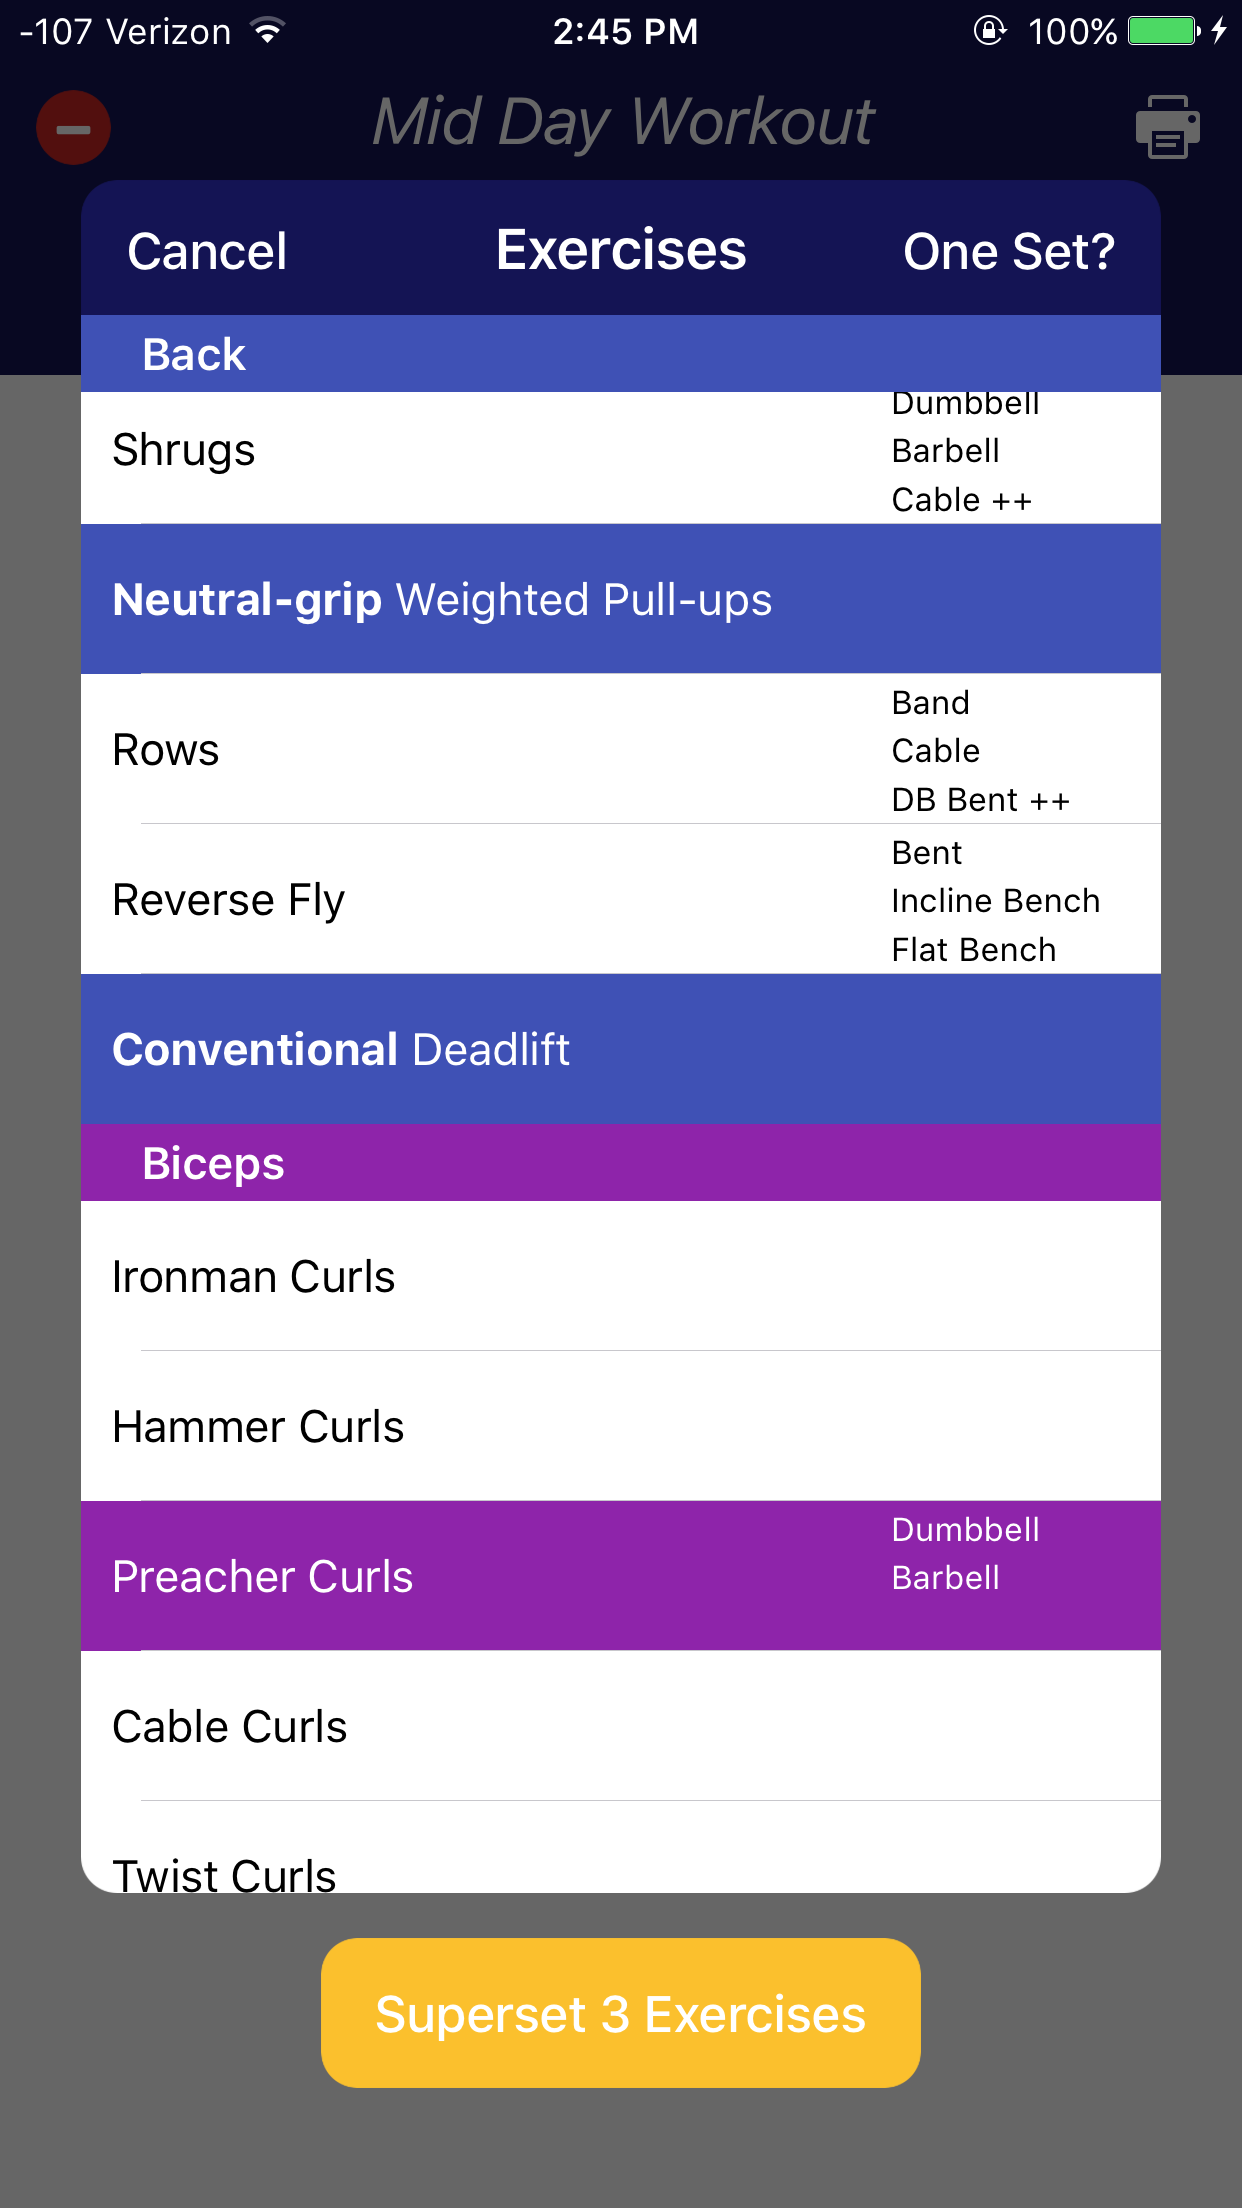 -107 Verizon 2:45 PM 100%
Mid Day Workout
Cancel Exercises One Set?
Back
Shrugs
Dumbbell
Barbell
Cable ++
Neutral-grip Weighted Pull-ups
Rows
Band
Cable
DB Bent ++
Reverse Fly
Bent
Incline Bench
Flat Bench
Conventional Deadlift
Biceps
Ironman Curls
Hammer Curls
Preacher Curls
Dumbbell
Barbell
Cable Curls
Twist Curls
Superset 3 Exercises